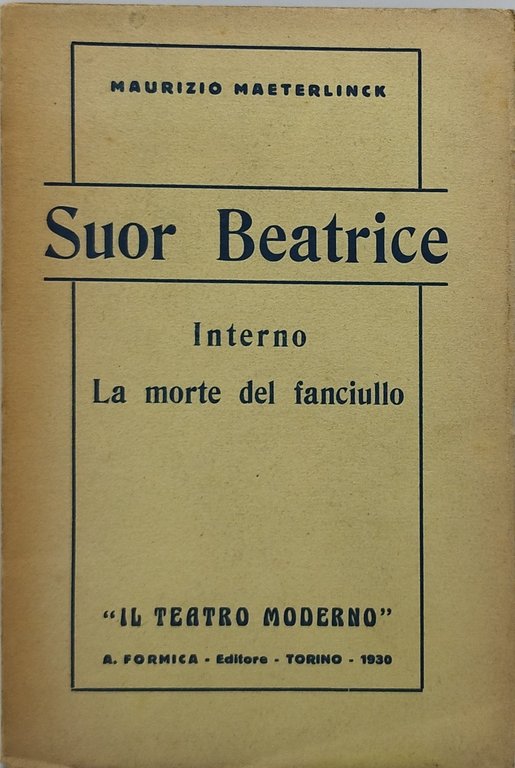 MAURIZIO MAETERLINCK
Suor Beatrice
Interno
La morte del fanciullo
"IL TEATRO MODERNO"
A. FORMICA - Editore - TORINO - 1930